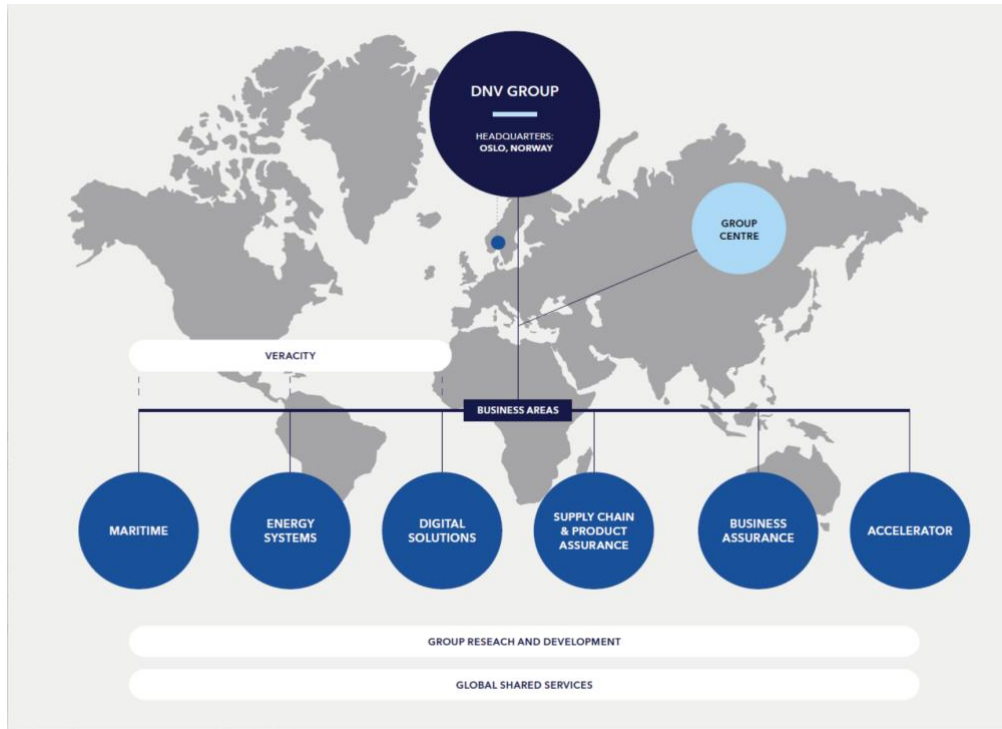 DNV GROUP
HEADQUARTERS:
OSLO, NORWAY
GROUP
CENTRE
VERACITY
BUSINESS AREAS
MARITIME
ENERGY
SYSTEMS
DIGITAL
SOLUTIONS
SUPPLY CHAIN
& PRODUCT
ASSURANCE
BUSINESS
ASSURANCE
ACCELERATOR
GROUP RESEACH AND DEVELOPMENT
GLOBAL SHARED SERVICES